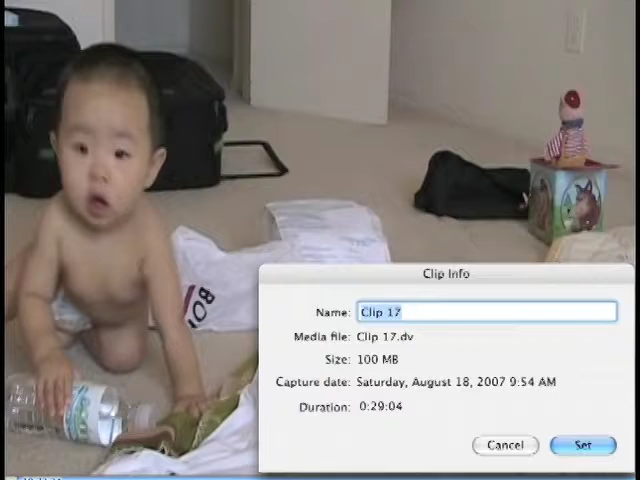 Clip Info
Name: Clip 17
Media file: Clip 17.dv
Size: 100 MB
Capture date: Saturday, August 18, 2007 9:54 AM
Duration: 0:29:04
Cancel
Set